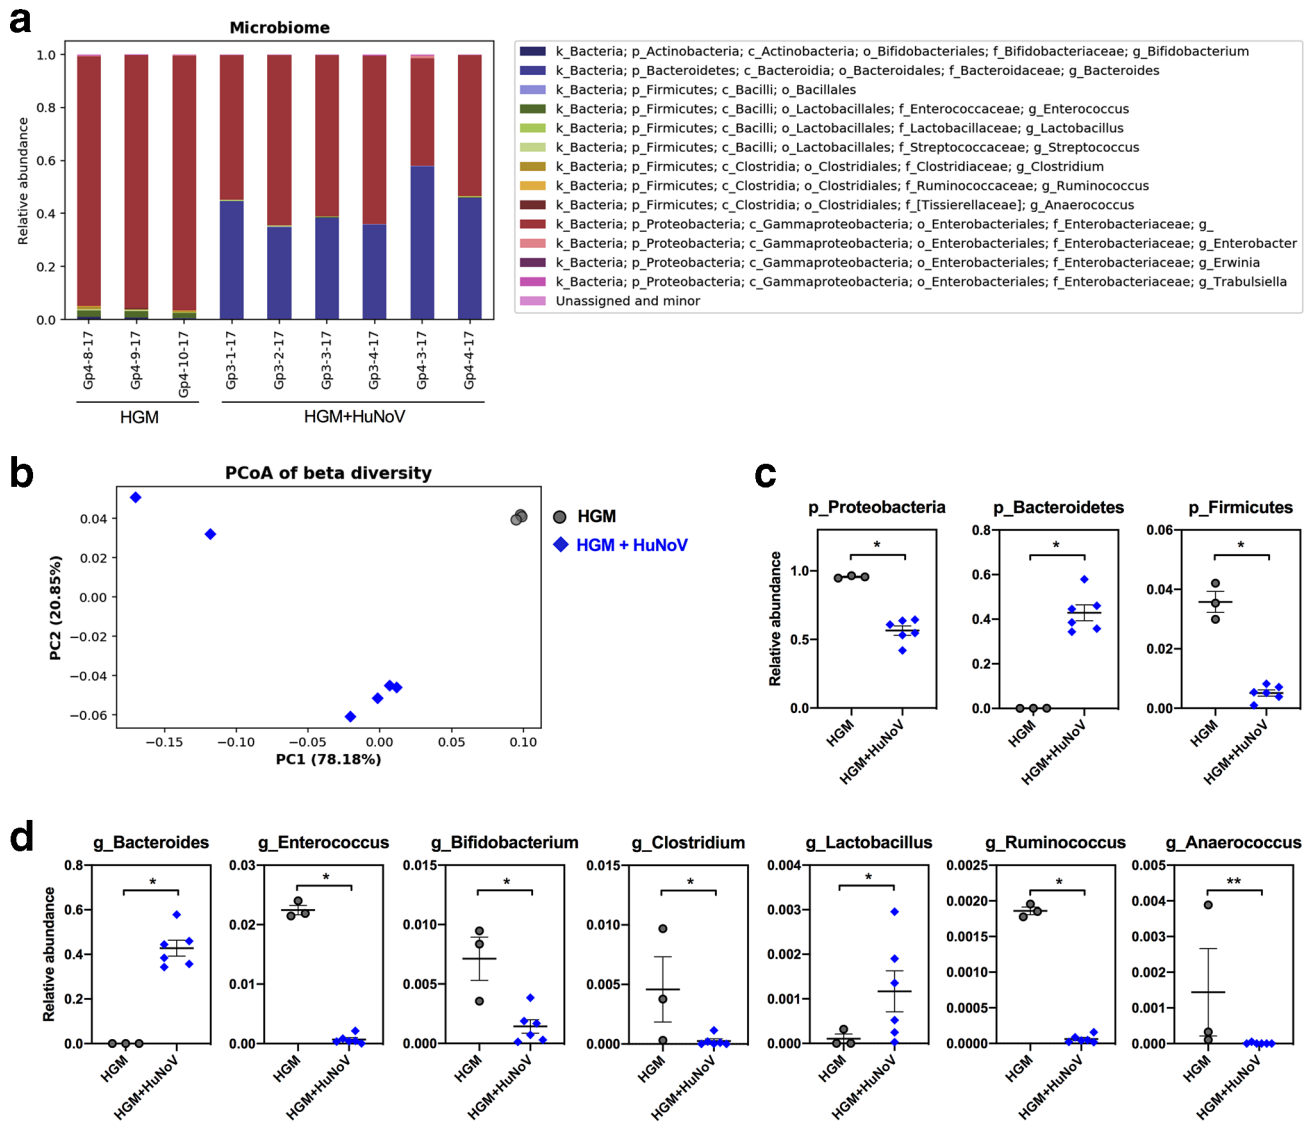 a
Microbiome
Relative abundance
1.0
0.8
0.6
0.4
0.2
0.0
Gp4-8-17
Gp4-9-17
Gp4-10-17
Gp3-1-17
Gp3-2-17
Gp3-3-17
Gp3-4-17
Gp4-3-17
Gp4-4-17
HGM
HGM+HuNoV
k_Bacteria; p_Actinobacteria; c_Actinobacteria; o_Bifidobacteriales; f_Bifidobacteriaceae; g_Bifidobacterium
k_Bacteria; p_Bacteroidetes; c_Bacteroidia; o_Bacteroidales; f_Bacteroidaceae; g_Bacteroides
k_Bacteria; p_Firmicutes; c_Bacilli; o_Bacillales
k_Bacteria; p_Firmicutes; c_Bacilli; o_Lactobacillales; f_Enterococcaceae; g_Enterococcus
k_Bacteria; p_Firmicutes; c_Bacilli; o_Lactobacillales; f_Lactobacillaceae; g_Lactobacillus
k_Bacteria; p_Firmicutes; c_Bacilli; o_Lactobacillales; f_Streptococcaceae; g_Streptococcus
k_Bacteria; p_Firmicutes; c_Clostridia; o_Clostridiales; f_Clostridiaceae; g_Clostridium
k_Bacteria; p_Firmicutes; c_Clostridia; o_Clostridiales; f_Ruminococcaceae; g_Ruminococcus
k_Bacteria; p_Firmicutes; c_Clostridia; o_Clostridiales; f_[Tissierellaceae]; g_Anaerococcus
k_Bacteria; p_Proteobacteria; c_Gammaproteobacteria; o_Enterobacteriales; f_Enterobacteriaceae; g_
k_Bacteria; p_Proteobacteria; c_Gammaproteobacteria; o_Enterobacteriales; f_Enterobacteriaceae; g_Enterobacter
k_Bacteria; p_Proteobacteria; c_Gammaproteobacteria; o_Enterobacteriales; f_Enterobacteriaceae; g_Erwinia
k_Bacteria; p_Proteobacteria; c_Gammaproteobacteria; o_Enterobacteriales; f_Enterobacteriaceae; g_Trabulsiella
Unassigned and minor
b
PCoA of beta diversity
PC2 (20.85%)
0.04
0.02
0.00
−0.02
−0.04
−0.06
−0.15
−0.10
−0.05
0.00
0.05
0.10
PC1 (78.18%)
HGM
HGM + HuNoV
c
p_Proteobacteria
Relative abundance
1.0
0.5
0.0
*
HGM
HGM+HuNoV
p_Bacteroidetes
0.8
0.6
0.4
0.2
0.0
*
HGM
HGM+HuNoV
p_Firmicutes
0.06
0.04
0.02
0.00
*
HGM
HGM+HuNoV
d
g_Bacteroides
Relative abundance
0.8
0.6
0.4
0.2
0.0
*
HGM
HGM+HuNoV
g_Enterococcus
0.03
0.02
0.01
0.00
*
HGM
HGM+HuNoV
g_Bifidobacterium
0.015
0.010
0.005
0.000
*
HGM
HGM+HuNoV
g_Clostridium
0.015
0.010
0.005
0.000
*
HGM
HGM+HuNoV
g_Lactobacillus
0.004
0.003
0.002
0.001
0.000
*
HGM
HGM+HuNoV
g_Ruminococcus
0.0025
0.0020
0.0015
0.0010
0.0005
0.0000
*
HGM
HGM+HuNoV
g_Anaerococcus
0.005
0.004
0.003
0.002
0.001
0.000
**
HGM
HGM+HuNoV